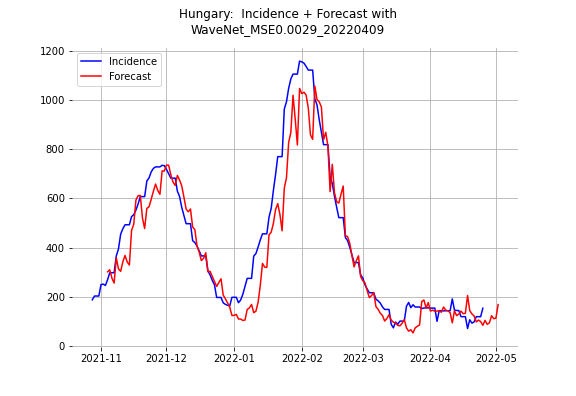 Hungary:  Incidence + Forecast with
WaveNet_MSE0.0029_20220409
1200
1000
800
600
400
200
0
Incidence
Forecast
2021-11 2021-12 2022-01 2022-02 2022-03 2022-04 2022-05